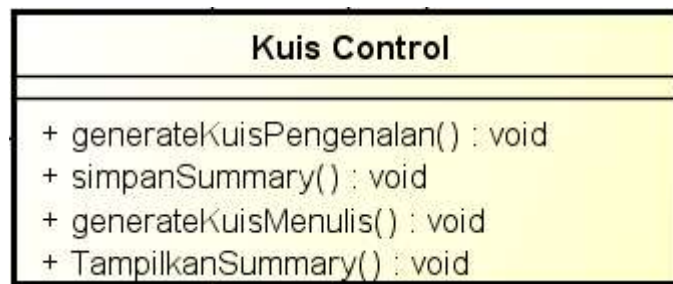 Kuis Control
+ generateKuisPengenalan() : void
+ simpanSummary() : void
+ generateKuisMenulis() : void
+ TampilkanSummary() : void